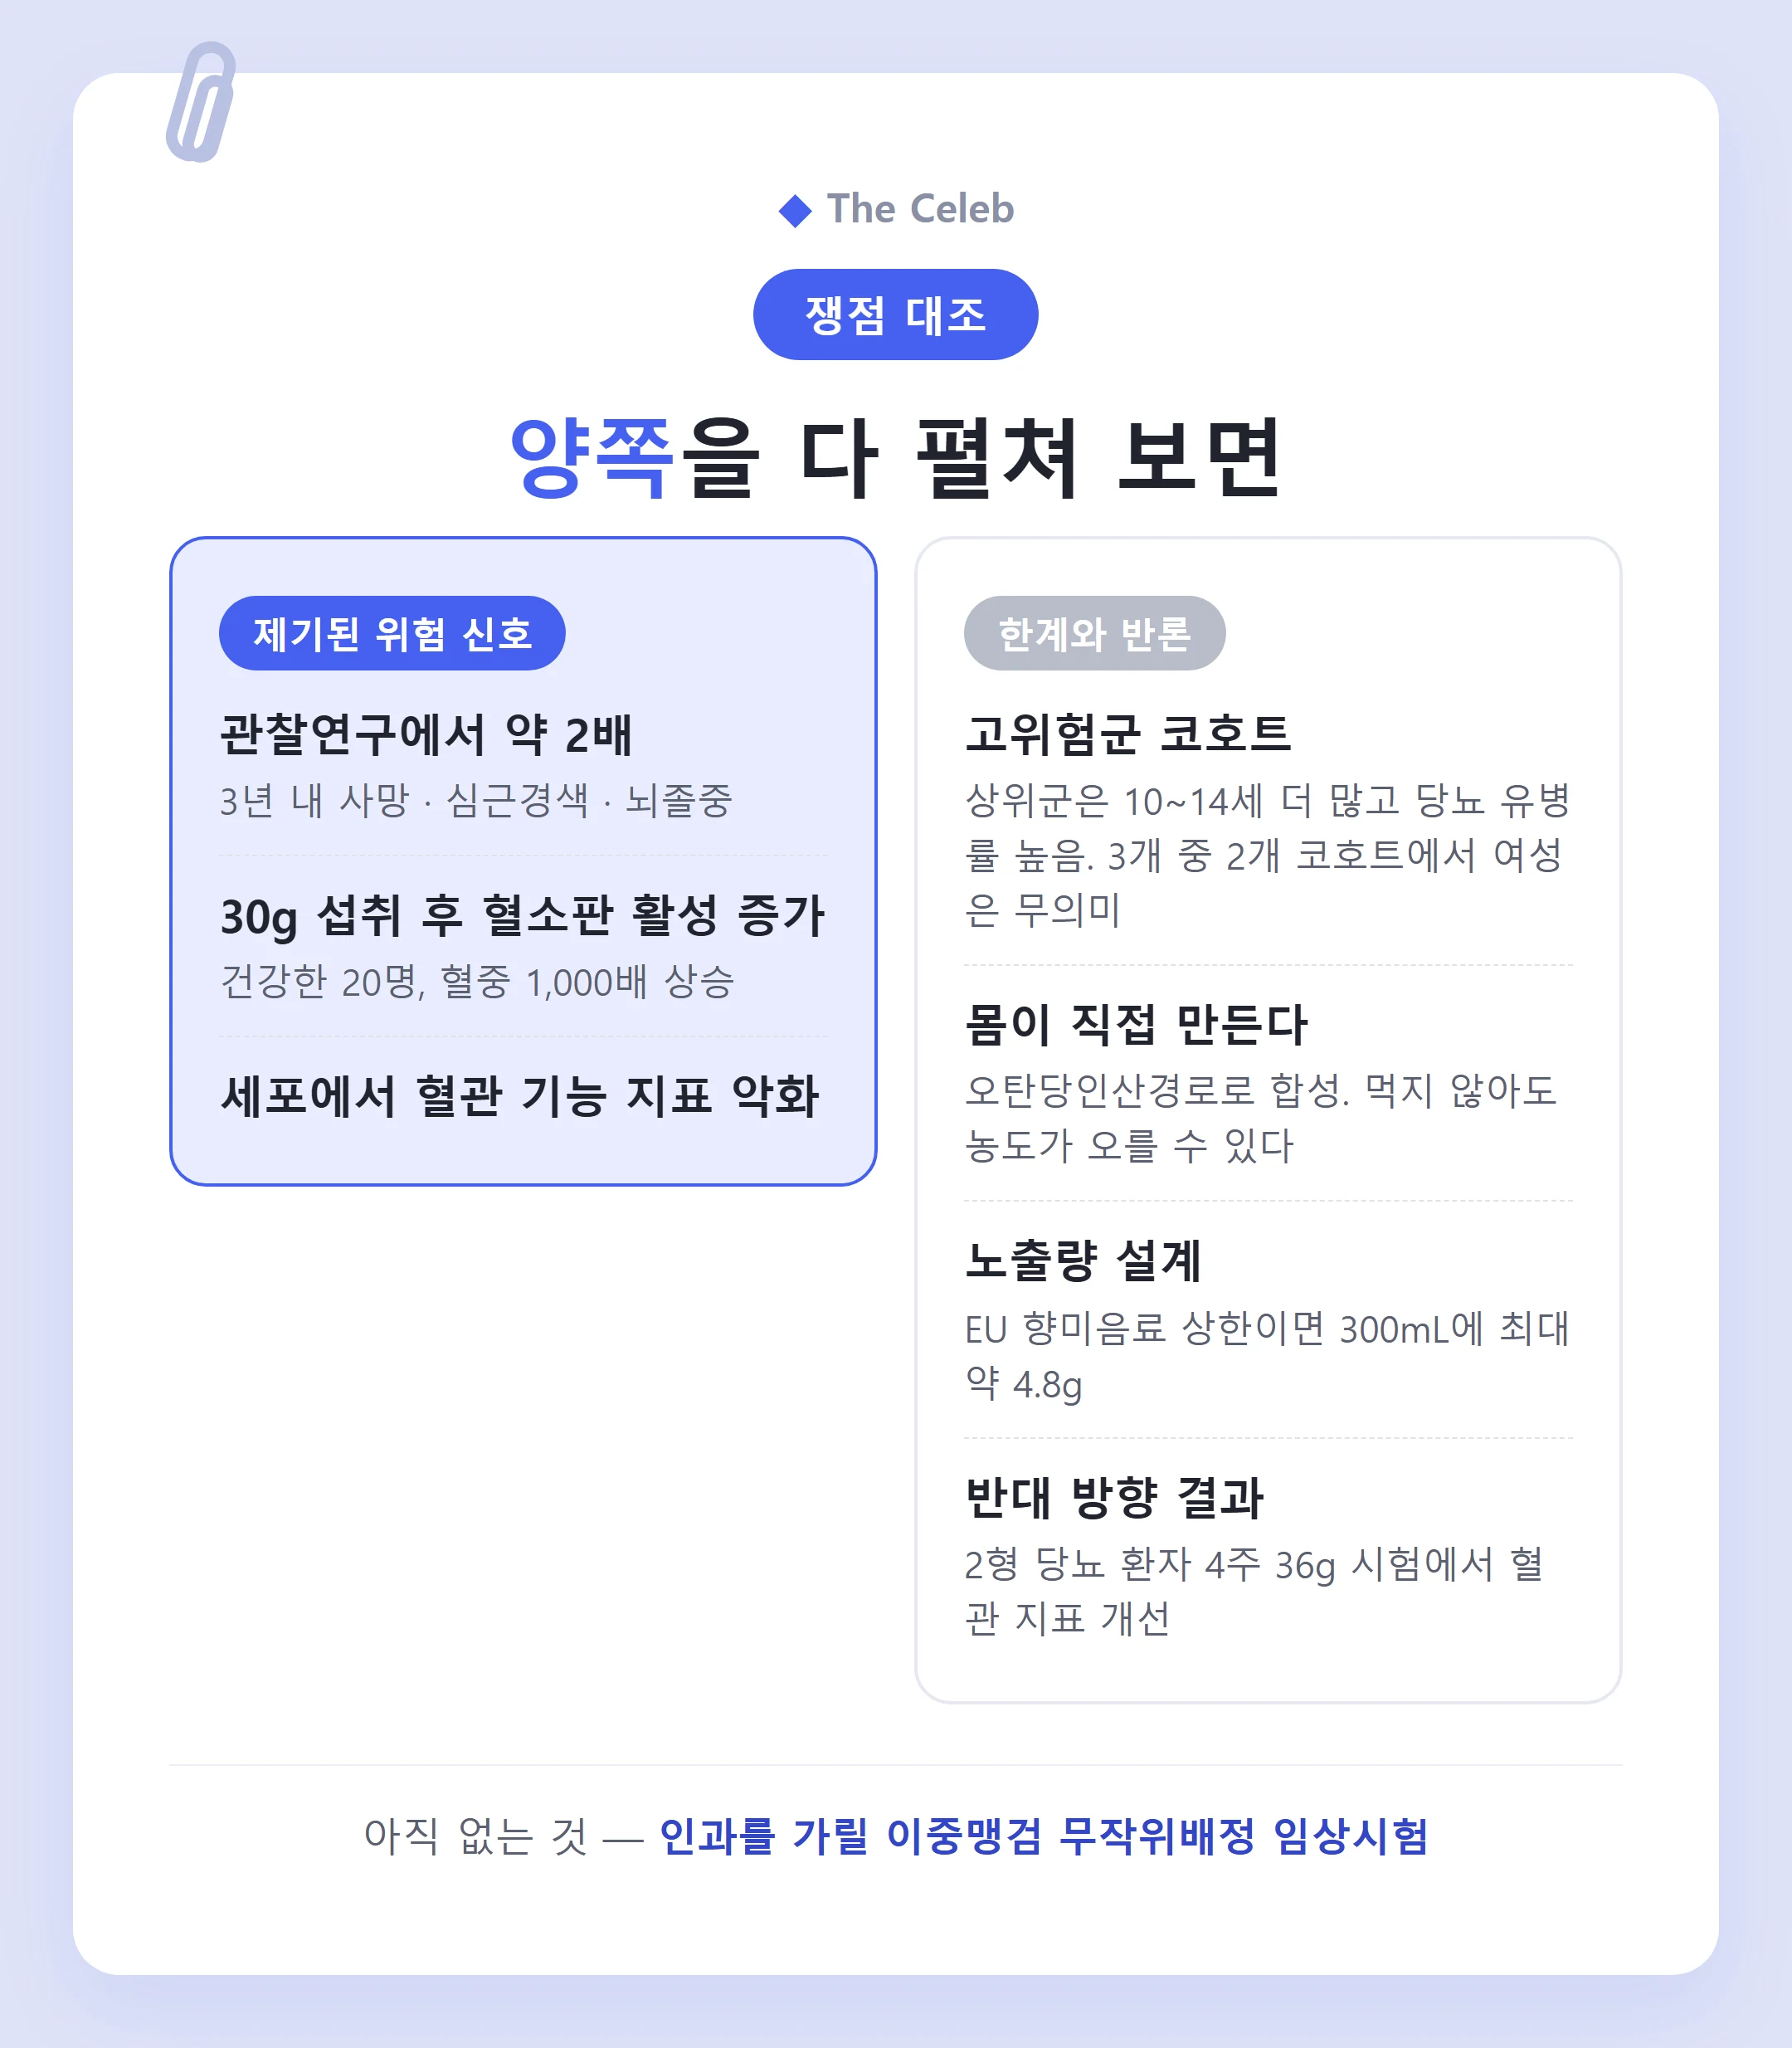 The Celeb
쟁점 대조
양쪽을 다 펼쳐 보면
제기된 위험 신호
관찰연구에서 약 2배
3년 내 사망 · 심근경색 · 뇌졸중
30g 섭취 후 혈소판 활성 증가
건강한 20명, 혈중 1,000배 상승
세포에서 혈관 기능 지표 악화
한계와 반론
고위험군 코호트
상위군은 10~14세 더 많고 당뇨 유병
률 높음. 3개 중 2개 코호트에서 여성
은 무의미
몸이 직접 만든다
오탄당인산경로로 합성. 먹지 않아도
농도가 오를 수 있다
노출량 설계
EU 향미음료 상한이면 300mL에 최대
약 4.8g
반대 방향 결과
2형 당뇨 환자 4주 36g 시험에서 혈
관 지표 개선
아직 없는 것 — 인과를 가릴 이중맹검 무작위배정 임상시험